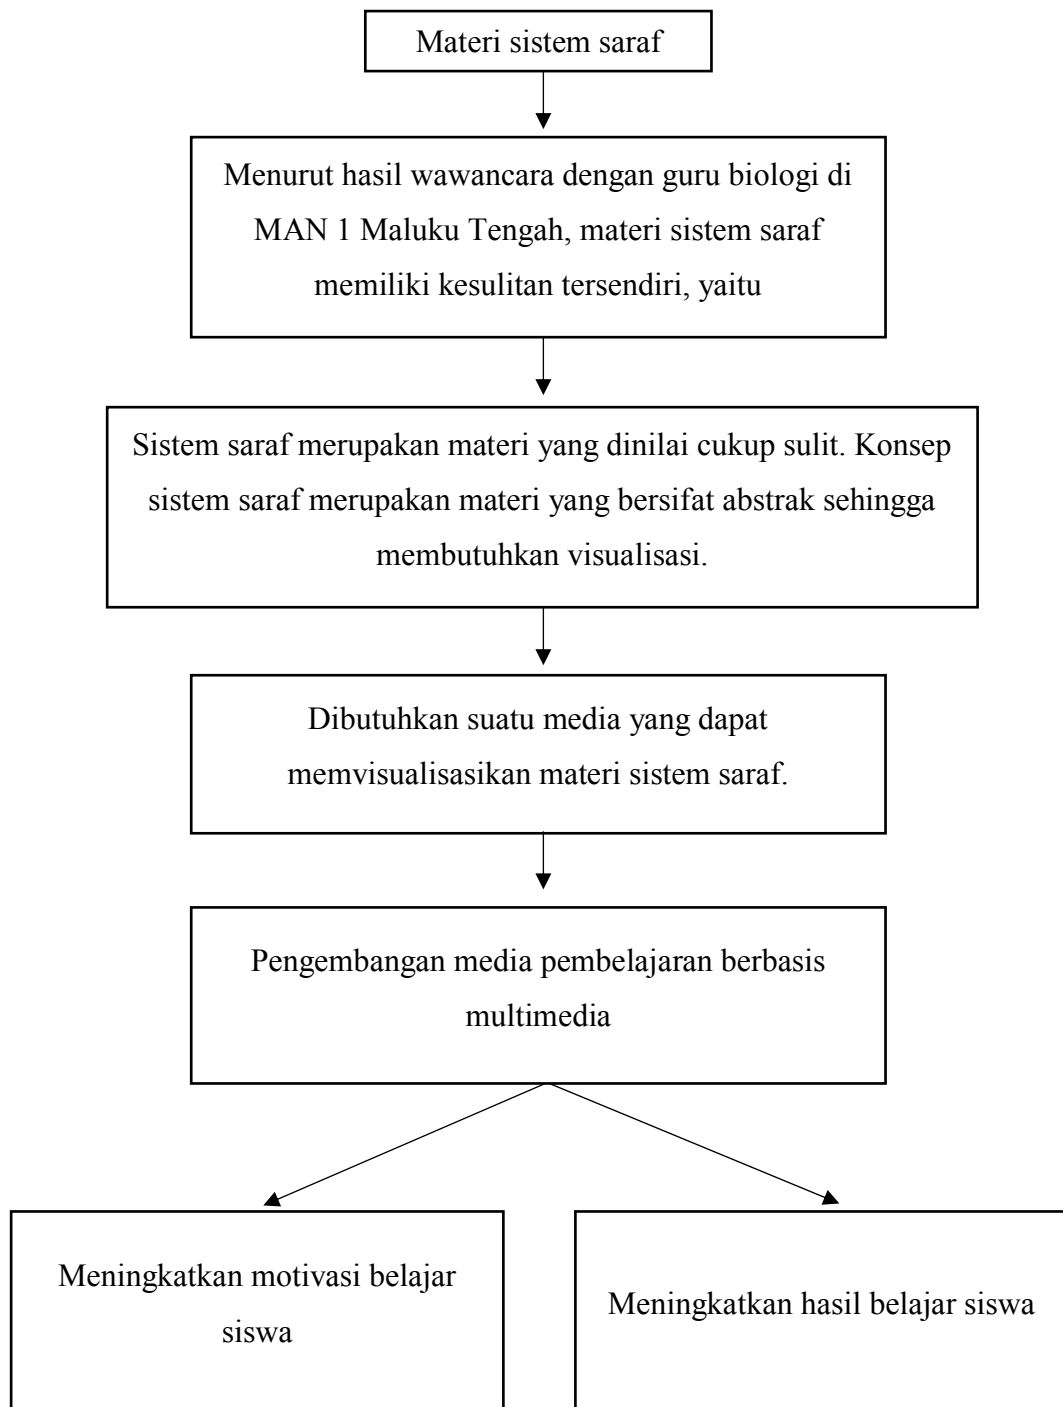 Materi sistem saraf
Menurut hasil wawancara dengan guru biologi di
MAN 1 Maluku Tengah, materi sistem saraf
memiliki kesulitan tersendiri, yaitu
Sistem saraf merupakan materi yang dinilai cukup sulit. Konsep
sistem saraf merupakan materi yang bersifat abstrak sehingga
membutuhkan visualisasi.
Dibutuhkan suatu media yang dapat
memvisualisasikan materi sistem saraf.
Pengembangan media pembelajaran berbasis
multimedia
Meningkatkan motivasi belajar
siswa
Meningkatkan hasil belajar siswa